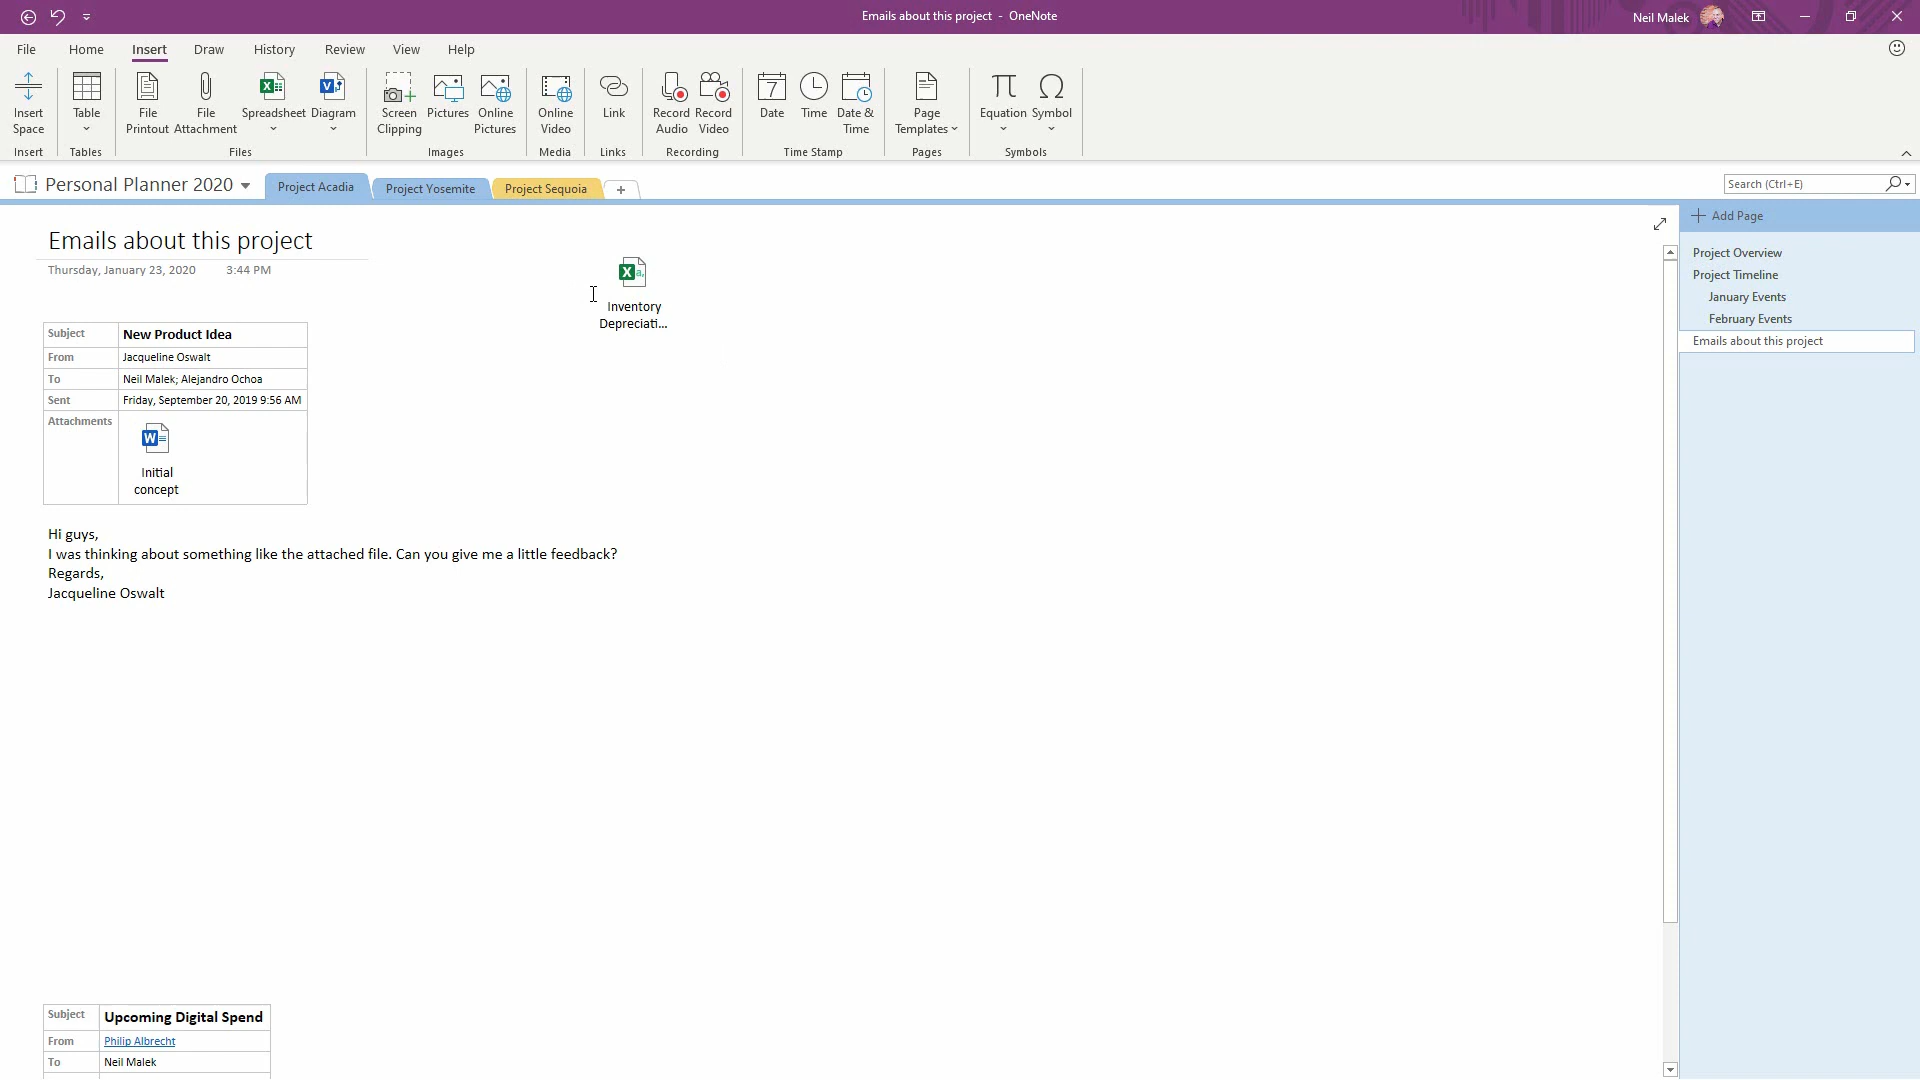 Emails about this project - OneNote
Neil Malek
File Home Insert Draw History Review View Help
Insert Space
Table
File Printout
File Attachment
Spreadsheet
Diagram
Screen Clipping
Pictures
Online Pictures
Online Video
Link
Record Audio
Record Video
Date
Time
Date & Time
Page Templates
Equation
Symbol
Insert Tables Files Images Media Links Recording Time Stamp Pages Symbols
Personal Planner 2020
Project Acadia
Project Yosemite
Project Sequoia
Search (Ctrl+E)
Add Page
Project Overview
Project Timeline
January Events
February Events
Emails about this project
Emails about this project
Thursday, January 23, 2020 3:44 PM
Inventory
Depreciati...
Subject New Product Idea
From Jacqueline Oswalt
To Neil Malek; Alejandro Ochoa
Sent Friday, September 20, 2019 9:56 AM
Attachments
Initial
concept
Hi guys,
I was thinking about something like the attached file. Can you give me a little feedback?
Regards,
Jacqueline Oswalt
Subject Upcoming Digital Spend
From Philip Albrecht
To Neil Malek